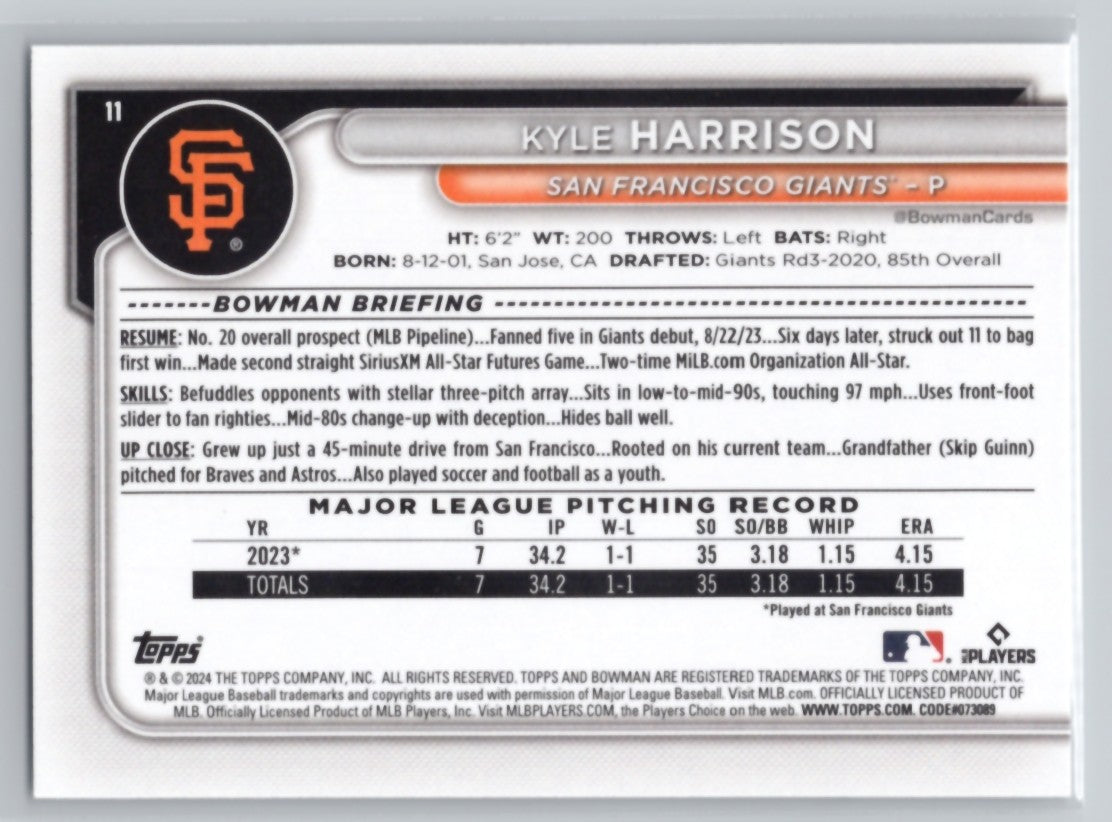 11
SF
®
KYLE HARRISON
SAN FRANCISCO GIANTS™ – P
@BowmanCards
HT: 6'2" WT: 200 THROWS: Left BATS: Right
BORN: 8-12-01, San Jose, CA DRAFTED: Giants Rd3-2020, 85th Overall
-------BOWMAN BRIEFING ----------------------------------------
RESUME: No. 20 overall prospect (MLB Pipeline)...Fanned five in Giants debut, 8/22/23...Six days later, struck out 11 to bag
first win...Made second straight SiriusXM All-Star Futures Game...Two-time MiLB.com Organization All-Star.
SKILLS: Befuddles opponents with stellar three-pitch array...Sits in low-to-mid-90s, touching 97 mph...Uses front-foot
slider to fan righties...Mid-80s change-up with deception...Hides ball well.
UP CLOSE: Grew up just a 45-minute drive from San Francisco...Rooted on his current team...Grandfather (Skip Guinn)
pitched for Braves and Astros...Also played soccer and football as a youth.
MAJOR LEAGUE PITCHING RECORD
YR G IP W-L SO SO/BB WHIP ERA
2023* 7 34.2 1-1 35 3.18 1.15 4.15
TOTALS 7 34.2 1-1 35 3.18 1.15 4.15
*Played at San Francisco Giants
Topps
MLB PLAYERS
® & © 2024 THE TOPPS COMPANY, INC. ALL RIGHTS RESERVED. TOPPS AND BOWMAN ARE REGISTERED TRADEMARKS OF THE TOPPS COMPANY, INC.
Major League Baseball trademarks and copyrights are used with permission of Major League Baseball. Visit MLB.com. OFFICIALLY LICENSED PRODUCT OF
MLB. Officially Licensed Product of MLB Players, Inc. Visit MLBPLAYERS.COM, the Players Choice on the web. WWW.TOPPS.COM. CODE#073089